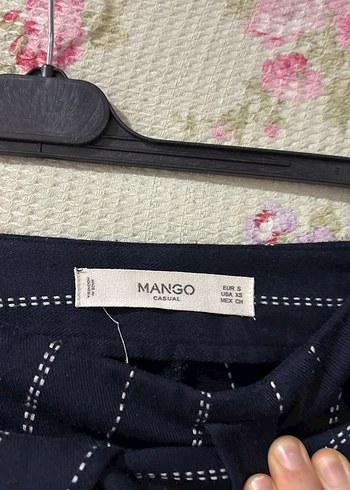 MANGO
CASUAL
EUR S
USA XS
MEX CH